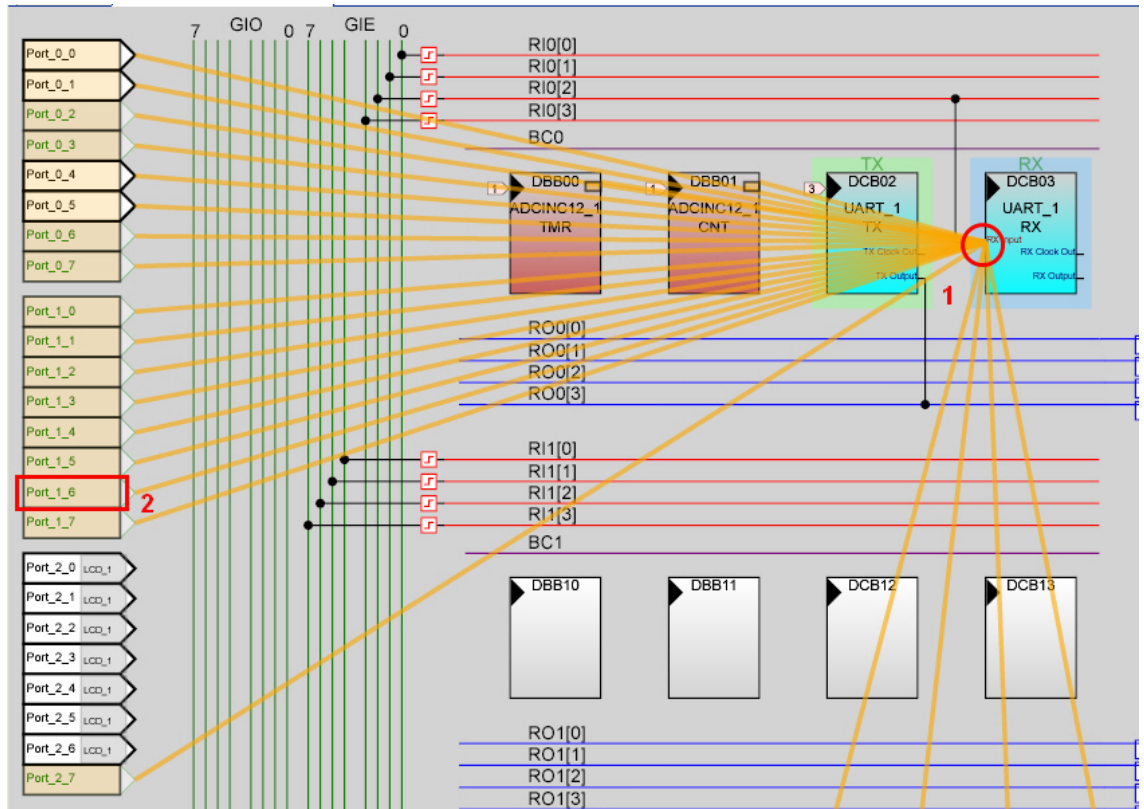 7 GIO 0 7 GIE 0
Port_0_0
Port_0_1
Port_0_2
Port_0_3
Port_0_4
Port_0_5
Port_0_6
Port_0_7
Port_1_0
Port_1_1
Port_1_2
Port_1_3
Port_1_4
Port_1_5
Port_1_6
2
Port_1_7
Port_2_0 LCD_1
Port_2_1 LCD_1
Port_2_2 LCD_1
Port_2_3 LCD_1
Port_2_4 LCD_1
Port_2_5 LCD_1
Port_2_6 LCD_1
Port_2_7
RI0[0]
RI0[1]
RI0[2]
RI0[3]
BC0
1
DBB00
ADCINC12_1
TMR
1
DBB01
ADCINC12_1
CNT
TX
3
DCB02
UART_1
TX
TX Clock Out
TX Output
1
RX
DCB03
UART_1
RX
RX Input
RX Clock Out
RX Output
RO0[0]
RO0[1]
RO0[2]
RO0[3]
RI1[0]
RI1[1]
RI1[2]
RI1[3]
BC1
DBB10
DBB11
DCB12
DCB13
RO1[0]
RO1[1]
RO1[2]
RO1[3]